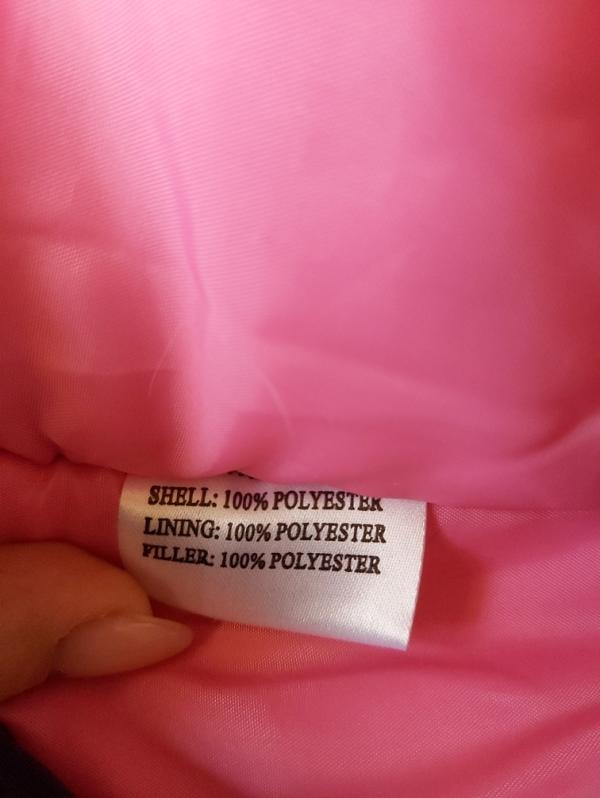 SHELL: 100% POLYESTER
LINING: 100% POLYESTER
FILLER: 100% POLYESTER